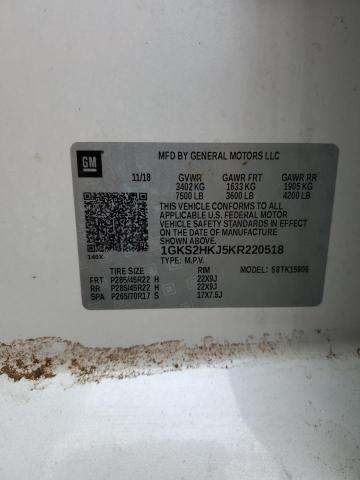 GM
MFD BY GENERAL MOTORS LLC
11/18 GVWR GAWR FRT GAWR RR
3402 KG 1633 KG 1905 KG
7500 LB 3600 LB 4200 LB
THIS VEHICLE CONFORMS TO ALL
APPLICABLE U.S. FEDERAL MOTOR
VEHICLE SAFETY STANDARDS IN EFFECT
ON THE DATE OF MANUFACTURE SHOWN
ABOVE.
1GKS2HKJ5KR220518
140X TYPE: M.P.V. MODEL: S8TK15906
TIRE SIZE RIM
FRT P285/45R22 H 22X9J
RR P285/45R22 H 22X9J
SPA P265/70R17 S 17X7.5J